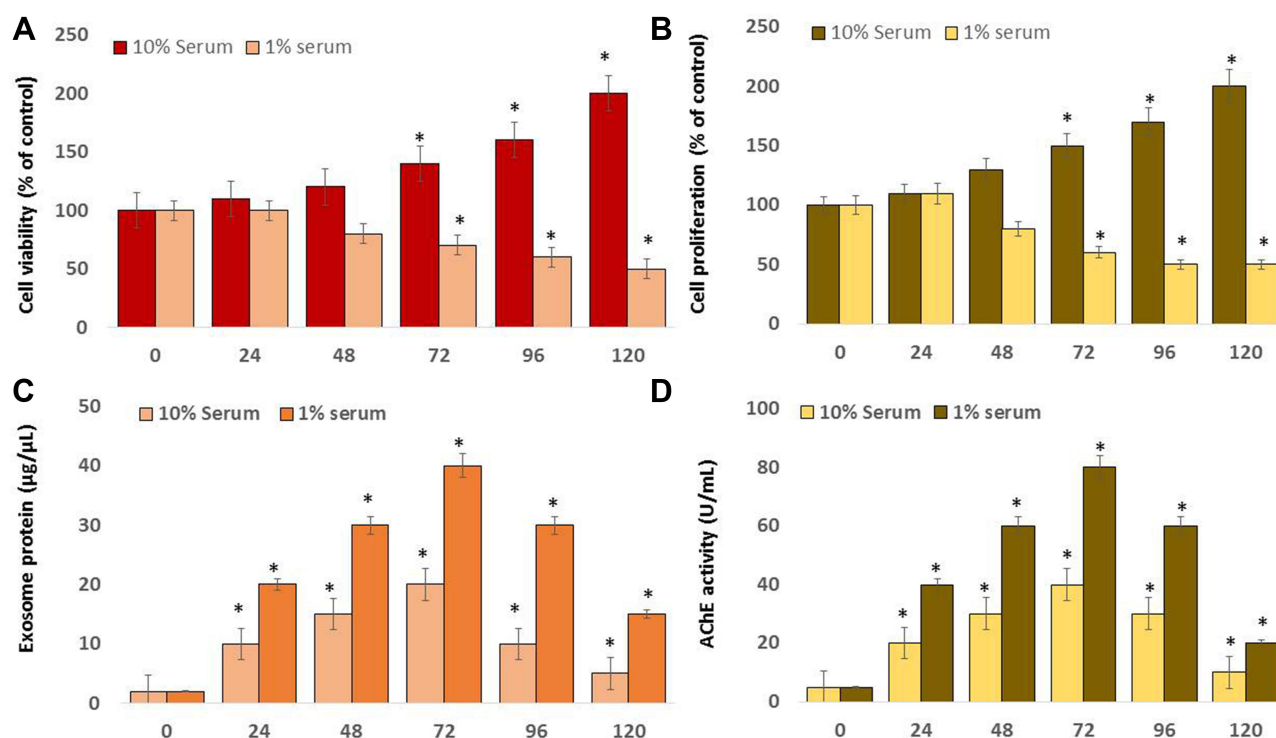 A
Cell viability (% of control)
10% Serum 1% serum
250
200
150
100
50
0
* * * * * *
0 24 48 72 96 120
B
Cell proliferation (% of control)
10% Serum 1% serum
250
200
150
100
50
0
* * * * * *
0 24 48 72 96 120
C
Exosome protein (µg/µL)
10% Serum 1% serum
50
40
30
20
10
0
* * * * * * * * * *
0 24 48 72 96 120
D
AChE activity (U/mL)
10% Serum 1% serum
100
80
60
40
20
0
* * * * * * * * * *
0 24 48 72 96 120